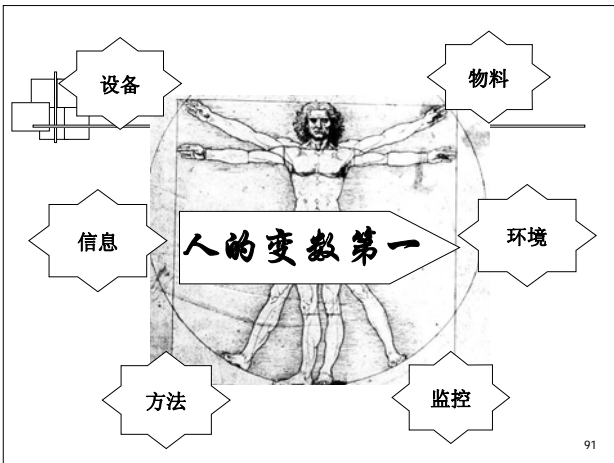 设备
物料
信息
人的变数第一
环境
方法
监控
91